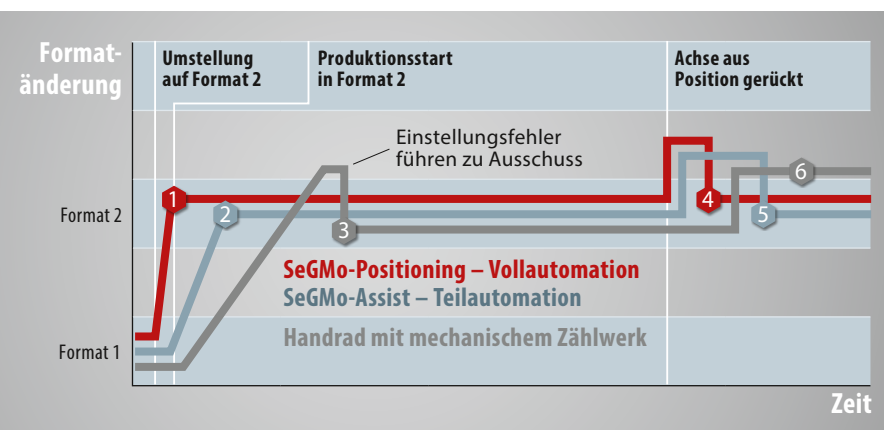 Format-
änderung
Umstellung
auf Format 2
Produktionsstart
in Format 2
Achse aus
Position gerückt
Einstellungsfehler
führen zu Ausschuss
Format 2
1
2
3
4
5
6
SeGMo-Positioning – Vollautomation
SeGMo-Assist – Teilautomation
Handrad mit mechanischem Zählwerk
Format 1
Zeit